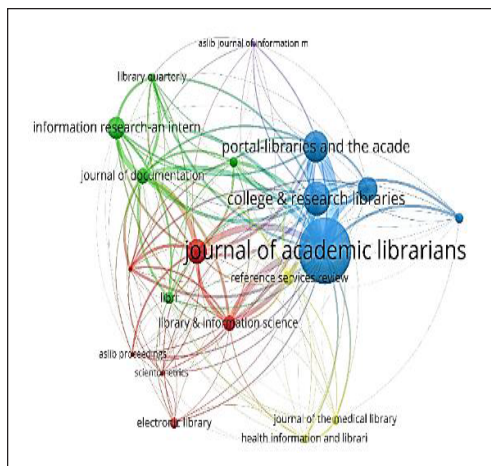 aslib journal of information m
library quarterly
information research-an intern
portal-libraries and the acade
journal of documentation
college & research libraries
journal of academic librarians
reference services review
libri
library & information science
aslib proceedings
scientometrics
electronic library
journal of the medical library
health information and librari